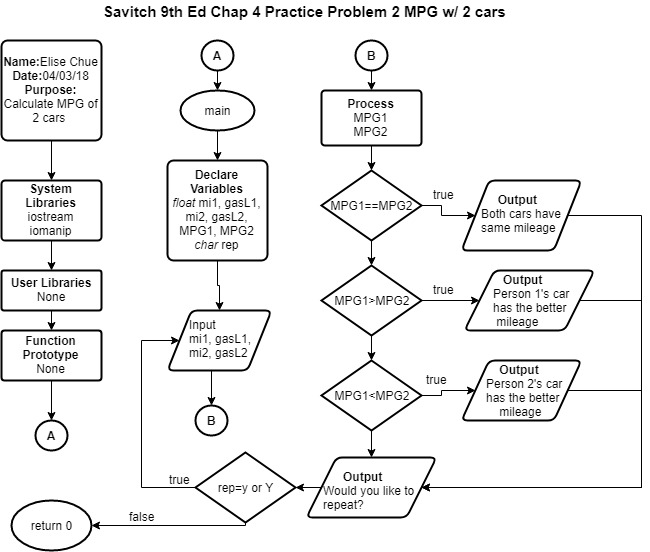 Savitch 9th Ed Chap 4 Practice Problem 2 MPG w/ 2 cars
Name:Elise Chue
Date:04/03/18
Purpose:
Calculate MPG of
2 cars
System
Libraries
iostream
iomanip
User Libraries
None
Function
Prototype
None
A
A
main
Declare
Variables
float mi1, gasL1,
mi2, gasL2,
MPG1, MPG2
char rep
Input
mi1, gasL1,
mi2, gasL2
B
B
Process
MPG1
MPG2
MPG1==MPG2
true
Output
Both cars have
same mileage
MPG1>MPG2
true
Output
Person 1's car
has the better
mileage
MPG1<MPG2
true
Output
Person 2's car
has the better
mileage
Output
Would you like to
repeat?
rep=y or Y
true
false
return 0